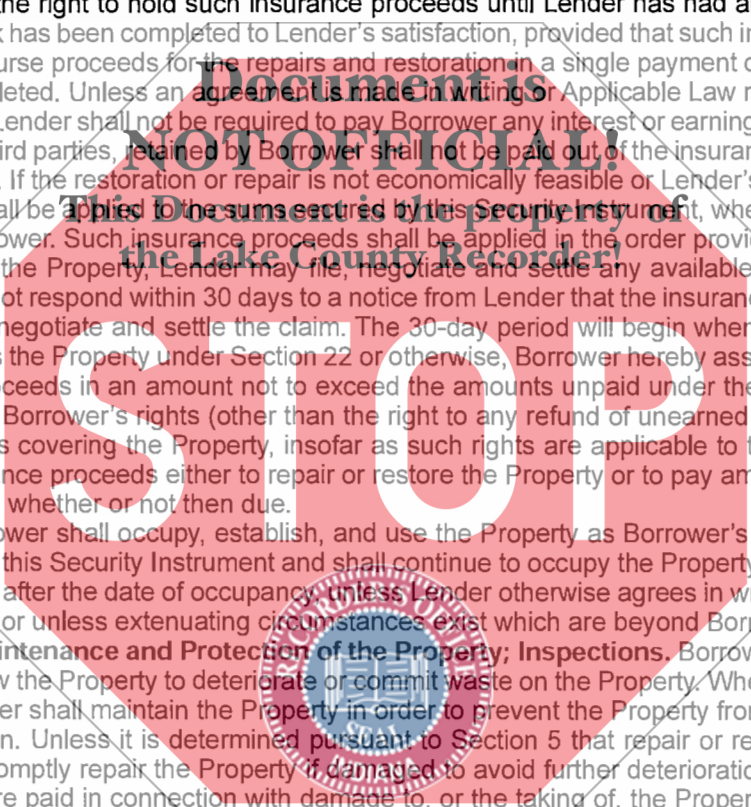 the right to hold such insurance proceeds until Lender has had a
k has been completed to Lender's satisfaction, provided that such in
urse proceeds for the repairs and restoration in a single payment o
Document is
leted. Unless an agreement is made in writing or Applicable Law r
Lender shall not be required to pay Borrower any interest or earning
NOT OFFICIAL!
ird parties, retained by Borrower shall not be paid out of the insuran
. If the restoration or repair is not economically feasible or Lender's
all be applied to the sums secured by this Security Instrument, whe
This Document is the property of
ower. Such insurance proceeds shall be applied in the order provi
the Lake County Recorder!
the Property, Lender may file, negotiate and settle any available
ot respond within 30 days to a notice from Lender that the insuran
negotiate and settle the claim. The 30-day period will begin when
s the Property under Section 22 or otherwise, Borrower hereby ass
ceeds in an amount not to exceed the amounts unpaid under the
STOP
Borrower's rights (other than the right to any refund of unearned
s covering the Property, insofar as such rights are applicable to t
nce proceeds either to repair or restore the Property or to pay am
whether or not then due.
ower shall occupy, establish, and use the Property as Borrower's
this Security Instrument and shall continue to occupy the Property
after the date of occupancy, unless Lender otherwise agrees in w
or unless extenuating circumstances exist which are beyond Borr
intenance and Protection of the Property; Inspections. Borrow
w the Property to deteriorate or commit waste on the Property. Whe
er shall maintain the Property in order to prevent the Property fro
SEAL
n. Unless it is determined pursuant to Section 5 that repair or re
INDIANA
omptly repair the Property if damaged to avoid further deterioratio
re paid in connection with damage to, or the taking of, the Proper